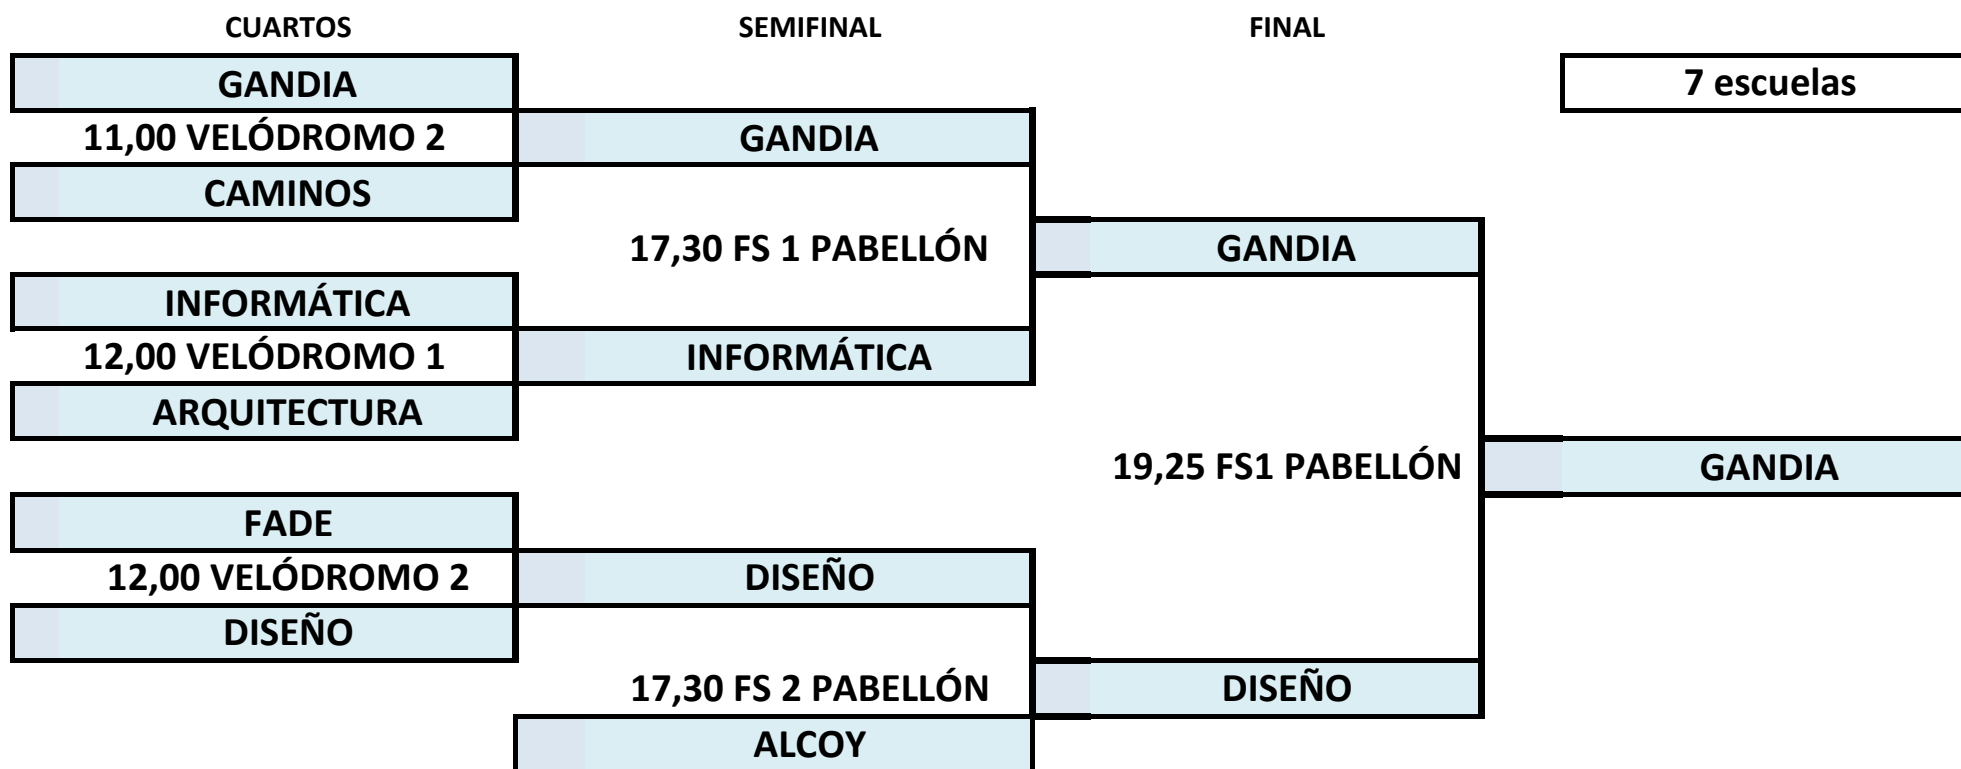 CUARTOS SEMIFINAL FINAL
GANDIA 7 escuelas
11,00 VELÓDROMO 2 GANDIA
CAMINOS
17,30 FS 1 PABELLÓN GANDIA
INFORMÁTICA
12,00 VELÓDROMO 1 INFORMÁTICA
ARQUITECTURA
19,25 FS1 PABELLÓN GANDIA
FADE
12,00 VELÓDROMO 2 DISEÑO
DISEÑO
17,30 FS 2 PABELLÓN DISEÑO
ALCOY